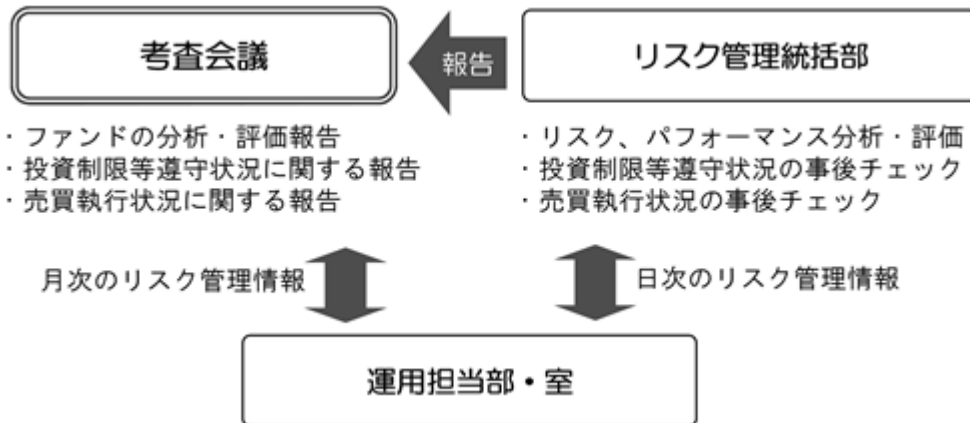 考査会議
報告
リスク管理統括部
・ファンドの分析・評価報告
・投資制限等遵守状況に関する報告
・売買執行状況に関する報告
・リスク、パフォーマンス分析・評価
・投資制限等遵守状況の事後チェック
・売買執行状況の事後チェック
月次のリスク管理情報
日次のリスク管理情報
運用担当部・室